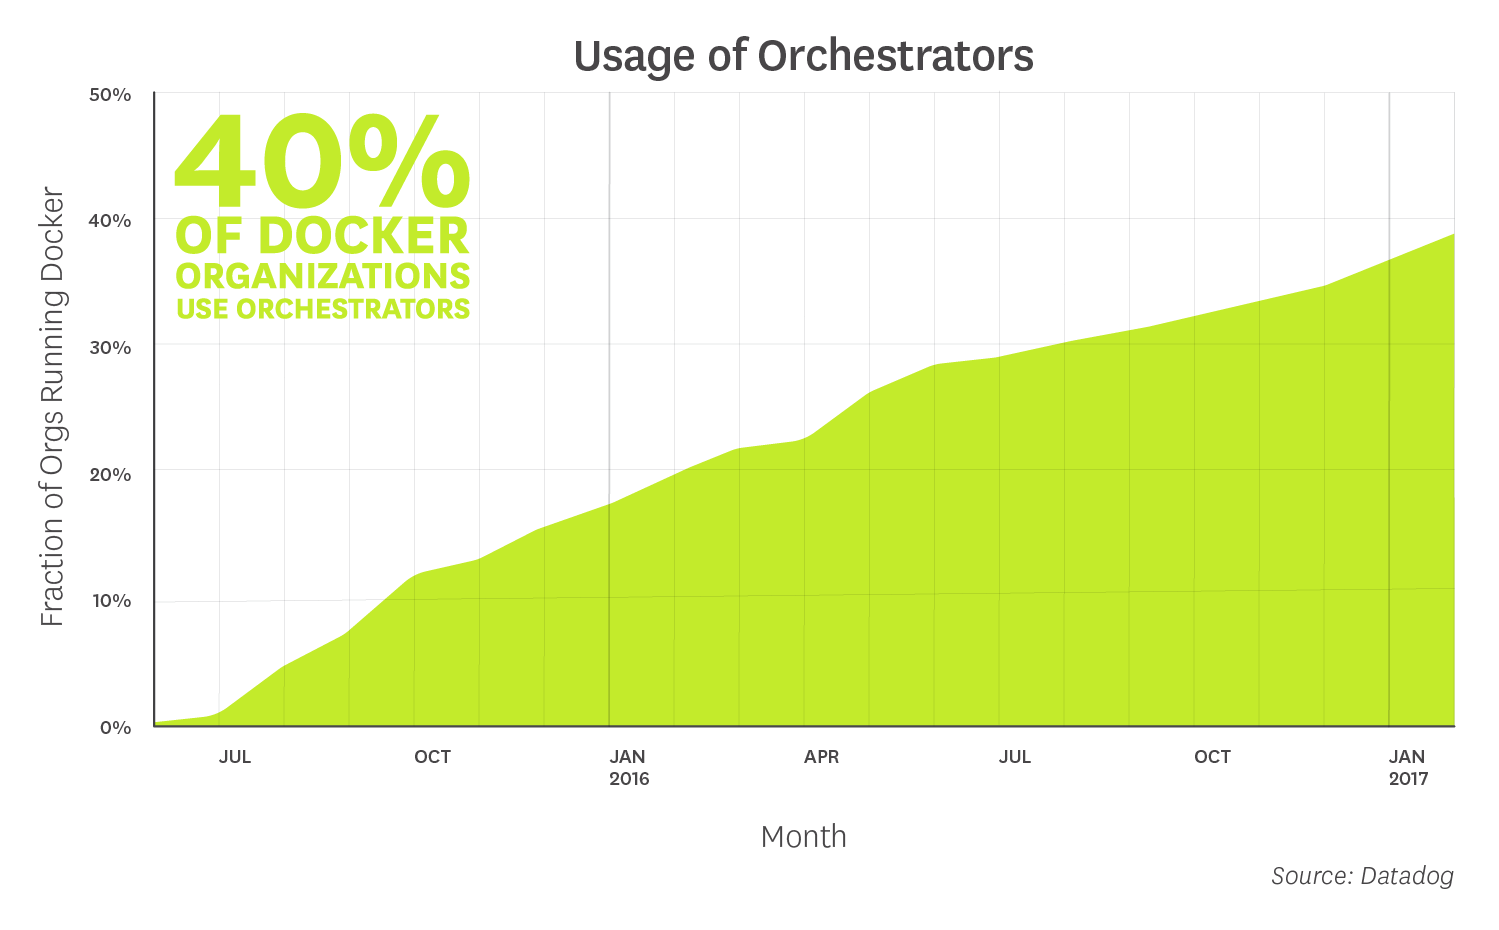 Usage of Orchestrators
50%
40%
30%
20%
10%
0%
Fraction of Orgs Running Docker
40%
OF DOCKER
ORGANIZATIONS
USE ORCHESTRATORS
JUL
OCT
JAN
2016
APR
JUL
OCT
JAN
2017
Month
Source: Datadog